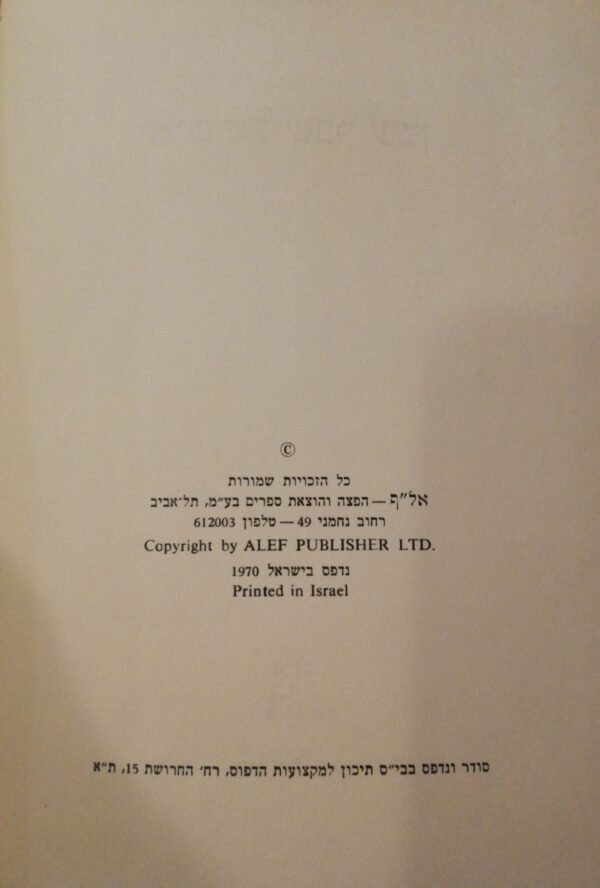 ©
כל הזכויות שמורות
אל״ף — הפצה והוצאת ספרים בע״מ, תל־אביב
רחוב נחמני 49 — טלפון 612003
Copyright by ALEF PUBLISHER LTD.
נדפס בישראל 1970
Printed in Israel
סודר ונדפס בבי״ס תיכון למקצועות הדפוס, רח׳ החרושת 15, ת״א